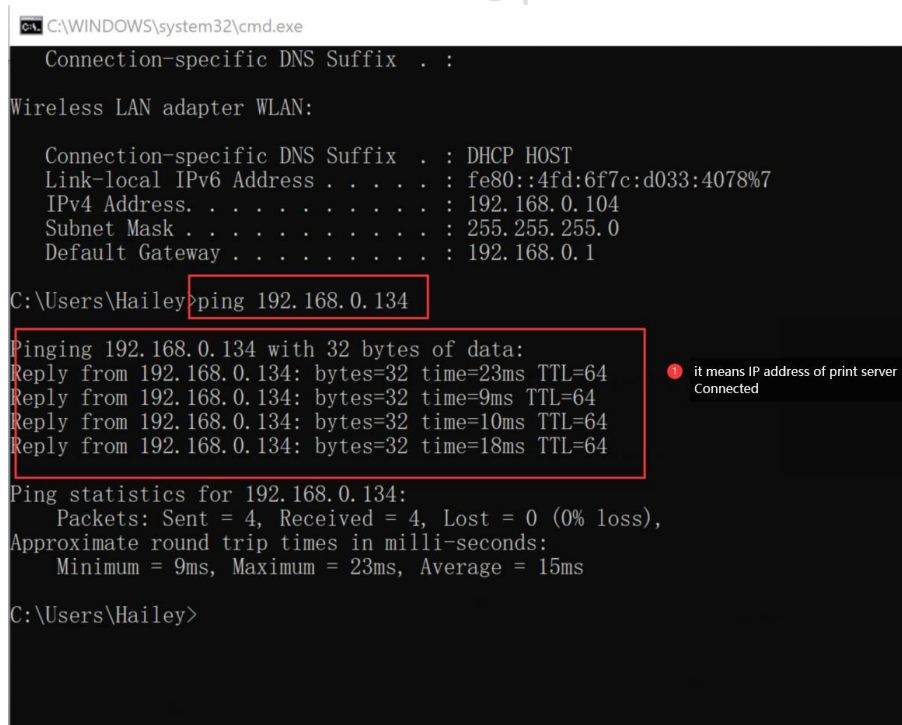 C:\WINDOWS\system32\cmd.exe
Connection-specific DNS Suffix . :
Wireless LAN adapter WLAN:
Connection-specific DNS Suffix . : DHCP HOST
Link-local IPv6 Address . . . . . : fe80::4fd:6f7c:d033:4078%7
IPv4 Address. . . . . . . . . . . : 192.168.0.104
Subnet Mask . . . . . . . . . . . : 255.255.255.0
Default Gateway . . . . . . . . . : 192.168.0.1
C:\Users\Hailey>ping 192.168.0.134
Pinging 192.168.0.134 with 32 bytes of data:
Reply from 192.168.0.134: bytes=32 time=23ms TTL=64
Reply from 192.168.0.134: bytes=32 time=9ms TTL=64
Reply from 192.168.0.134: bytes=32 time=10ms TTL=64
Reply from 192.168.0.134: bytes=32 time=18ms TTL=64
1 it means IP address of print server
Connected
Ping statistics for 192.168.0.134:
Packets: Sent = 4, Received = 4, Lost = 0 (0% loss),
Approximate round trip times in milli-seconds:
Minimum = 9ms, Maximum = 23ms, Average = 15ms
C:\Users\Hailey>